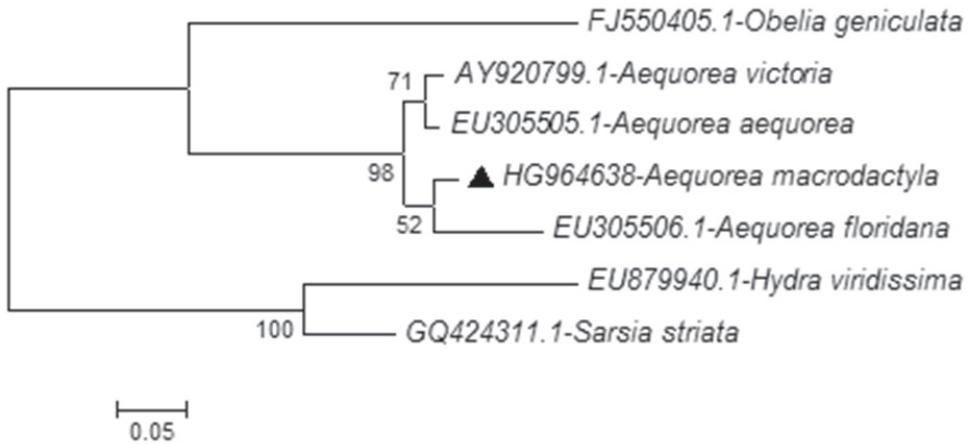 FJ550405.1-Obelia geniculata
71
AY920799.1-Aequorea victoria
EU305505.1-Aequorea aequorea
98
HG964638-Aequorea macrodactyla
52
EU305506.1-Aequorea floridana
EU879940.1-Hydra viridissima
100
GQ424311.1-Sarsia striata
0.05